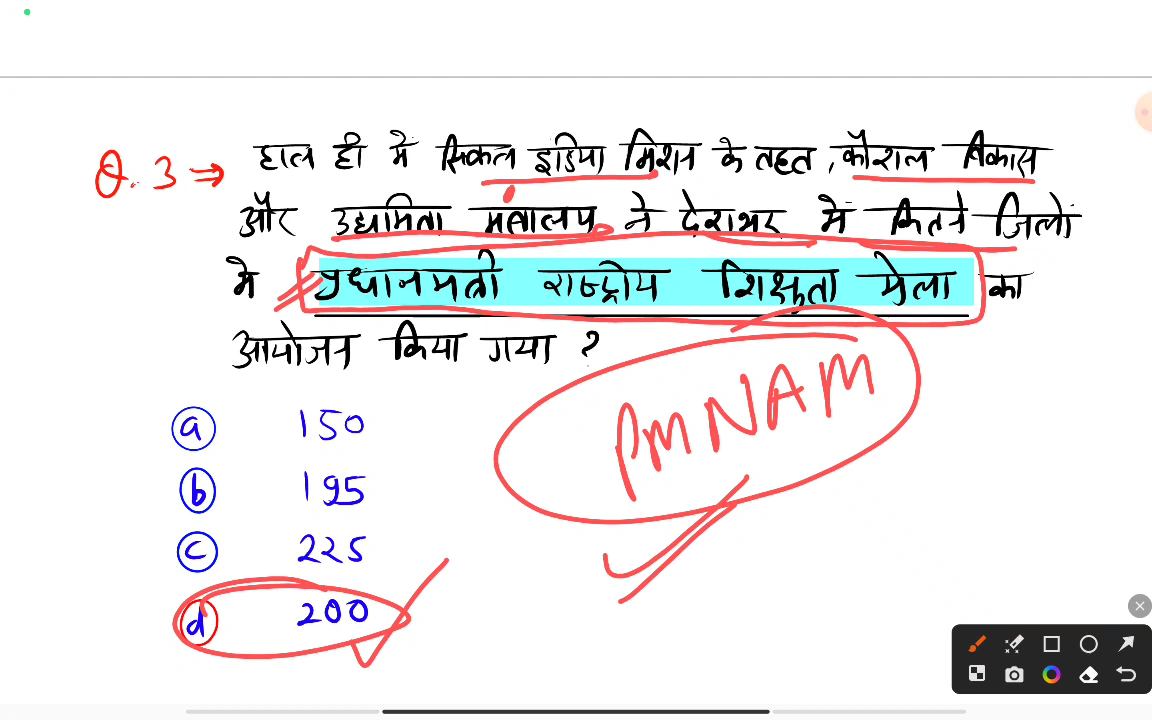 Q. 3 ⇒ हाल ही मे स्किल इंडिया मिशन के तहत, कौशल विकास
और उद्यमिता मंत्रालय ने देशभर मे कितने जिलों
मे प्रधानमंत्री राष्ट्रीय शिक्षुता मेला का
आयोजन किया गया ?
PMNAM
(a) 150
(b) 195
(c) 225
(d) 200